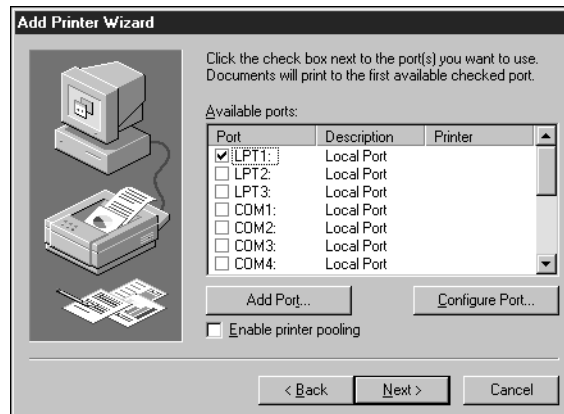 Add Printer Wizard
Click the check box next to the port(s) you want to use.
Documents will print to the first available checked port.
Available ports:
Port Description Printer
LPT1: Local Port
LPT2: Local Port
LPT3: Local Port
COM1: Local Port
COM2: Local Port
COM3: Local Port
COM4: Local Port
Add Port... Configure Port...
Enable printer pooling
< Back Next > Cancel